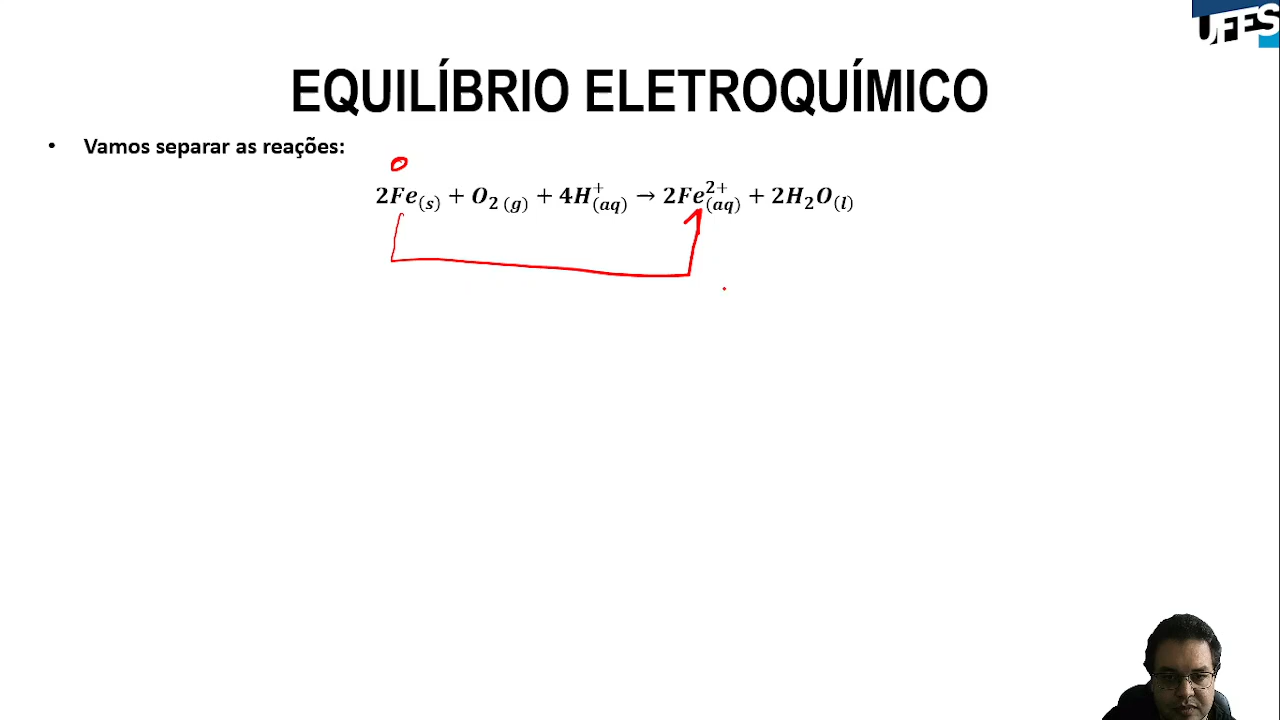 UFES
EQUILÍBRIO ELETROQUÍMICO
• Vamos separar as reações:
0
2Fe(s) + O2 (g) + 4H+(aq) → 2Fe2+(aq) + 2H2O(l)